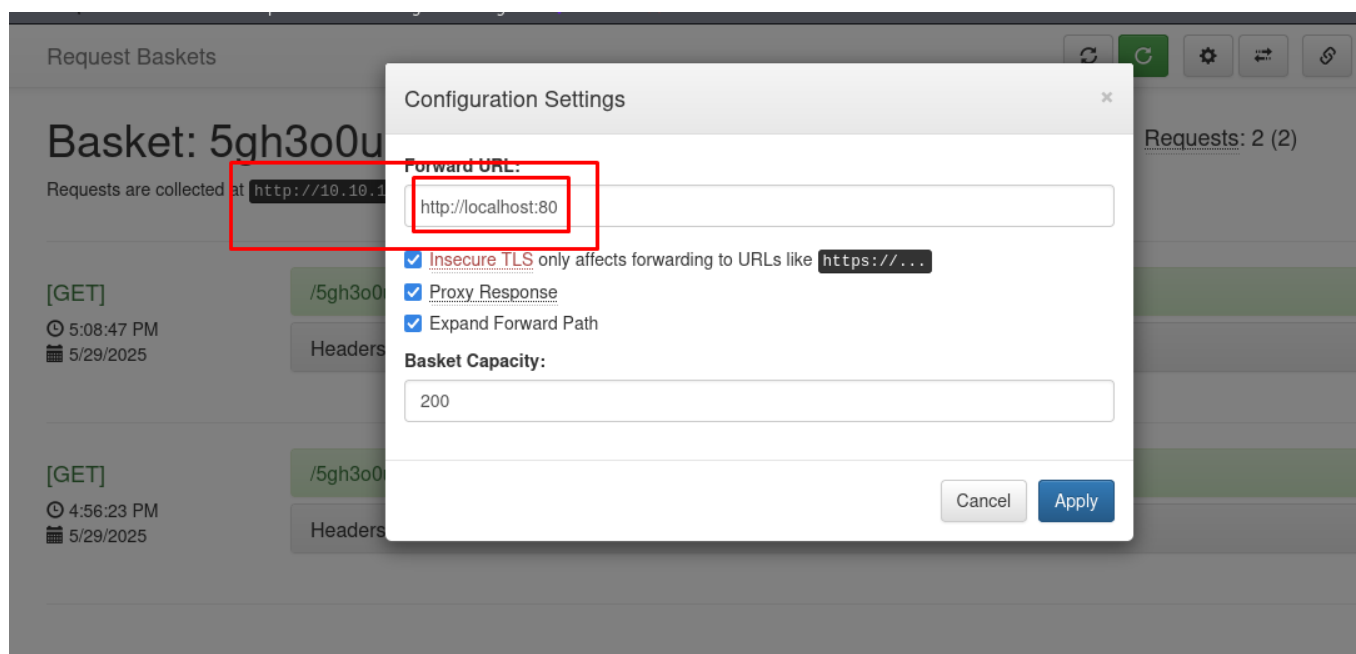 Request Baskets
Configuration Settings
×
Basket: 5gh3o0u
Requests: 2 (2)
Forward URL:
Requests are collected at http://10.10.1
http://localhost:80
Insecure TLS only affects forwarding to URLs like https://...
[GET]
/5gh3o0
Proxy Response
5:08:47 PM
Expand Forward Path
5/29/2025
Headers
Basket Capacity:
200
[GET]
/5gh3o0
4:56:23 PM
Cancel
Apply
5/29/2025
Headers